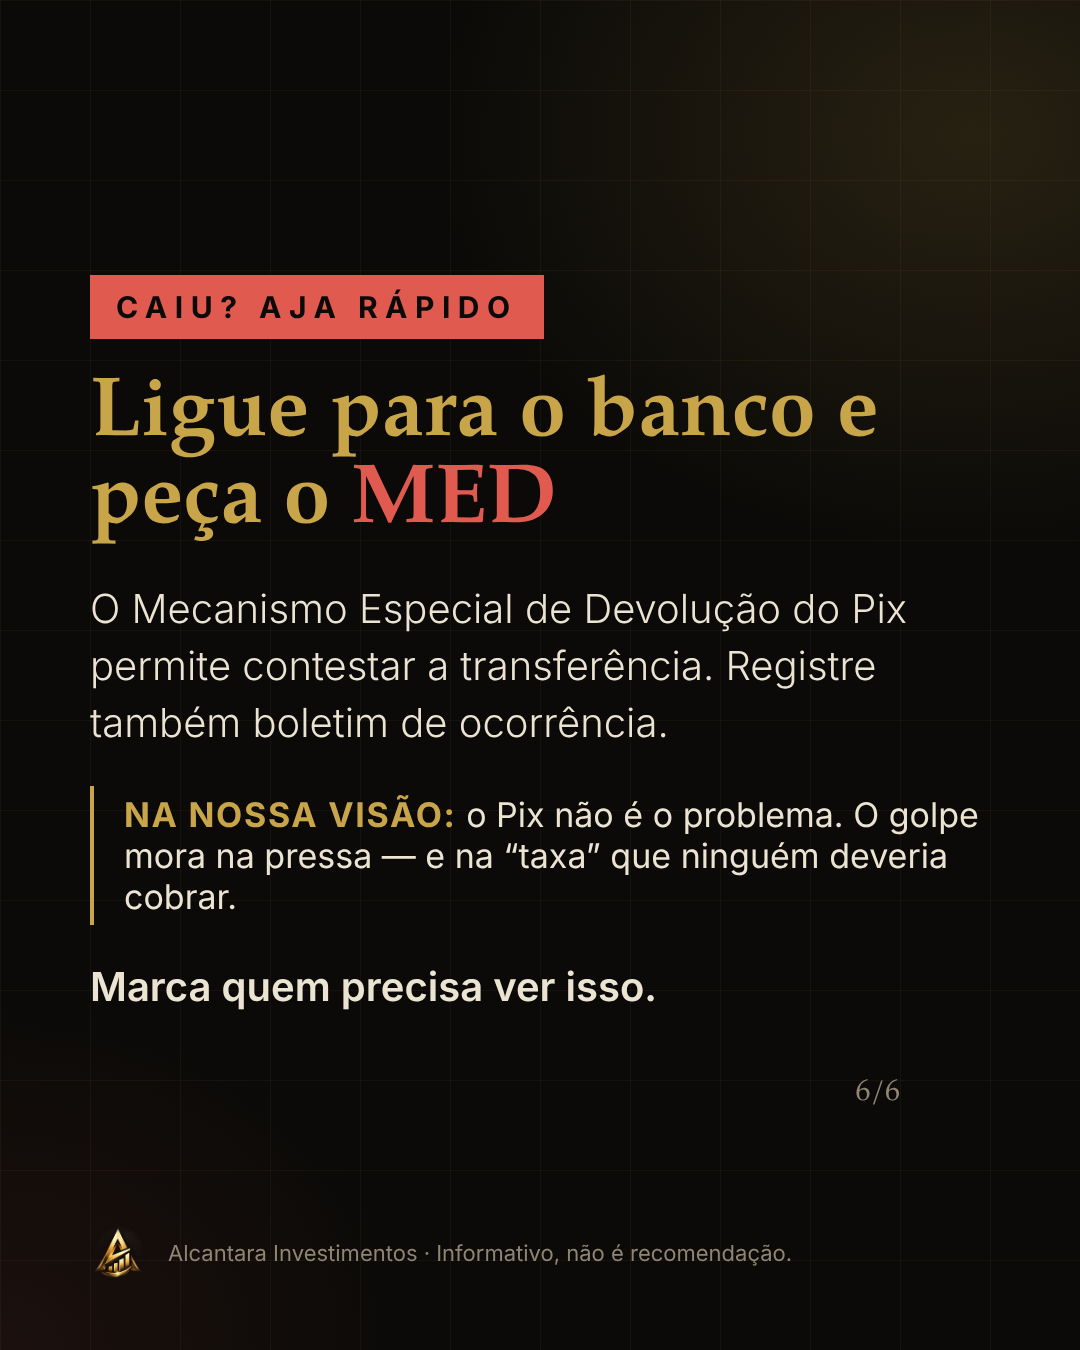 CAIU? AJA RÁPIDO
Ligue para o banco e
peça o MED
O Mecanismo Especial de Devolução do Pix
permite contestar a transferência. Registre
também boletim de ocorrência.
NA NOSSA VISÃO: o Pix não é o problema. O golpe
mora na pressa — e na “taxa” que ninguém deveria
cobrar.
Marca quem precisa ver isso.
6/6
Alcantara Investimentos · Informativo, não é recomendação.